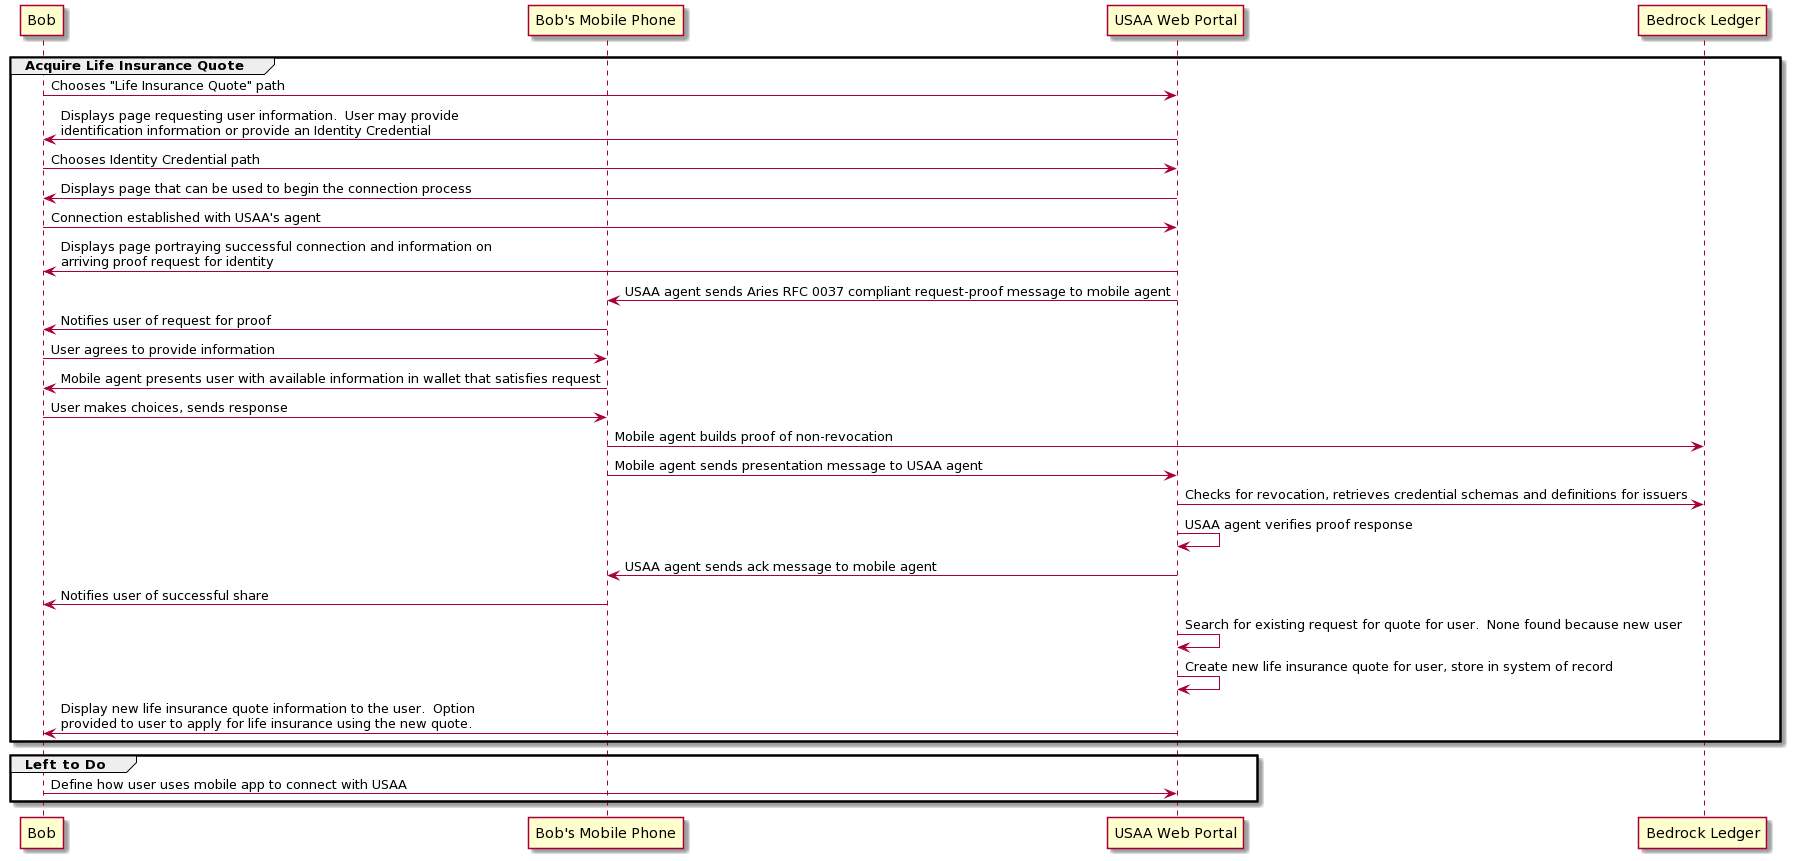 Bob
Bob's Mobile Phone
USAA Web Portal
Bedrock Ledger
Acquire Life Insurance Quote
Chooses "Life Insurance Quote" path
Displays page requesting user information.  User may provide
identification information or provide an Identity Credential
Chooses Identity Credential path
Displays page that can be used to begin the connection process
Connection established with USAA's agent
Displays page portraying successful connection and information on
arriving proof request for identity
USAA agent sends Aries RFC 0037 compliant request-proof message to mobile agent
Notifies user of request for proof
User agrees to provide information
Mobile agent presents user with available information in wallet that satisfies request
User makes choices, sends response
Mobile agent builds proof of non-revocation
Mobile agent sends presentation message to USAA agent
Checks for revocation, retrieves credential schemas and definitions for issuers
USAA agent verifies proof response
USAA agent sends ack message to mobile agent
Notifies user of successful share
Search for existing request for quote for user.  None found because new user
Create new life insurance quote for user, store in system of record
Display new life insurance quote information to the user.  Option
provided to user to apply for life insurance using the new quote.
Left to Do
Define how user uses mobile app to connect with USAA
Bob
Bob's Mobile Phone
USAA Web Portal
Bedrock Ledger